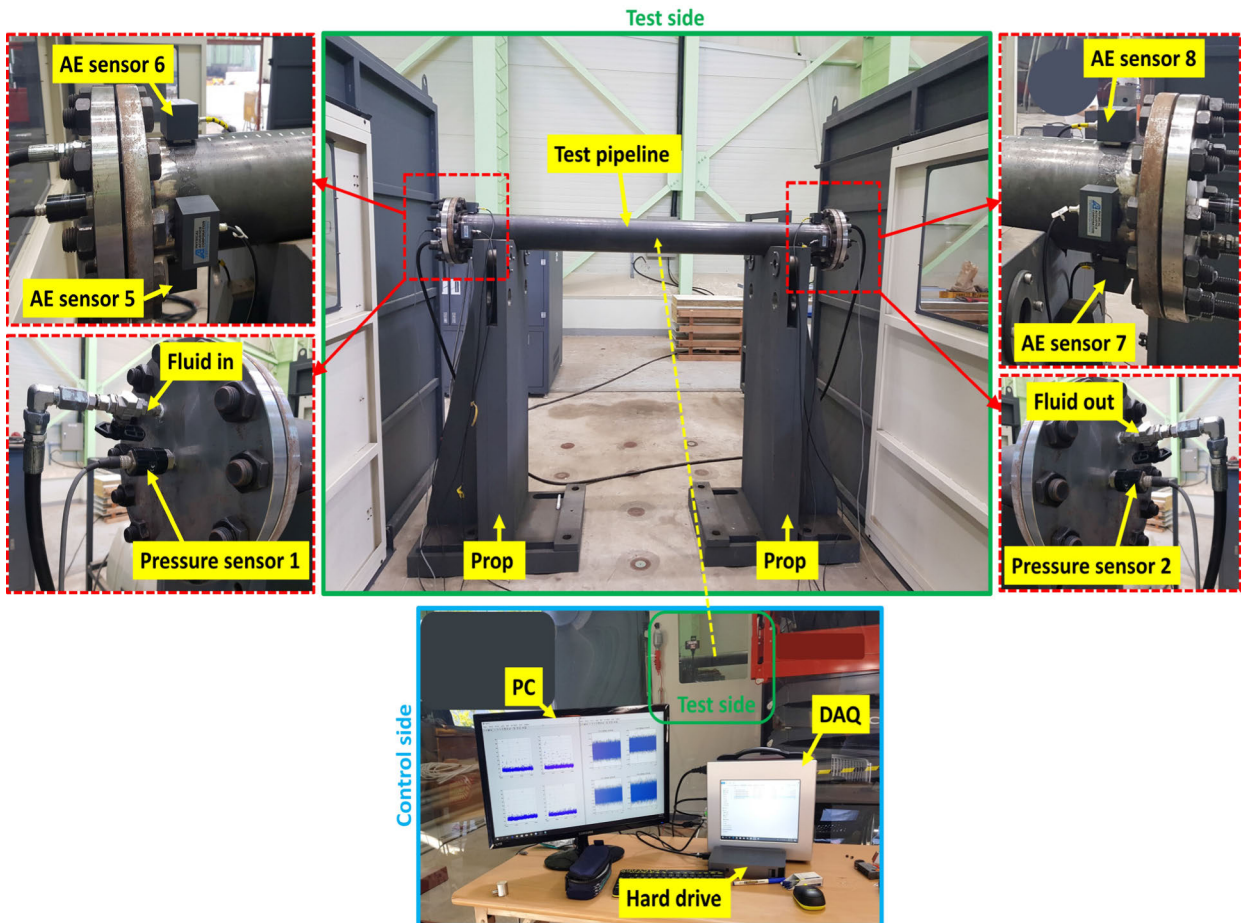 Test side
AE sensor 6
AE sensor 5
Test pipeline
AE sensor 8
AE sensor 7
Fluid in
Pressure sensor 1
Prop
Prop
Fluid out
Pressure sensor 2
Control side
PC
Test side
DAQ
Hard drive